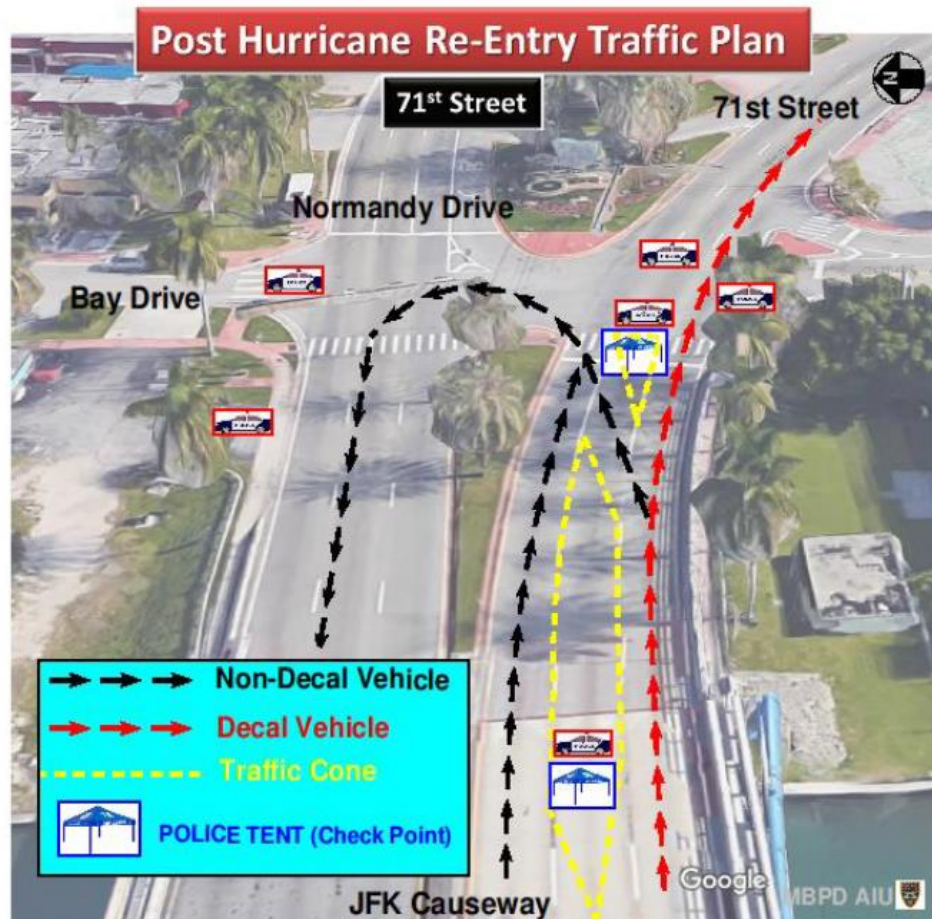 Post Hurricane Re-Entry Traffic Plan
71st Street
71st Street
N
Normandy Drive
Bay Drive
Non-Decal Vehicle
Decal Vehicle
Traffic Cone
POLICE TENT (Check Point)
JFK Causeway
Google
MBPD AIU